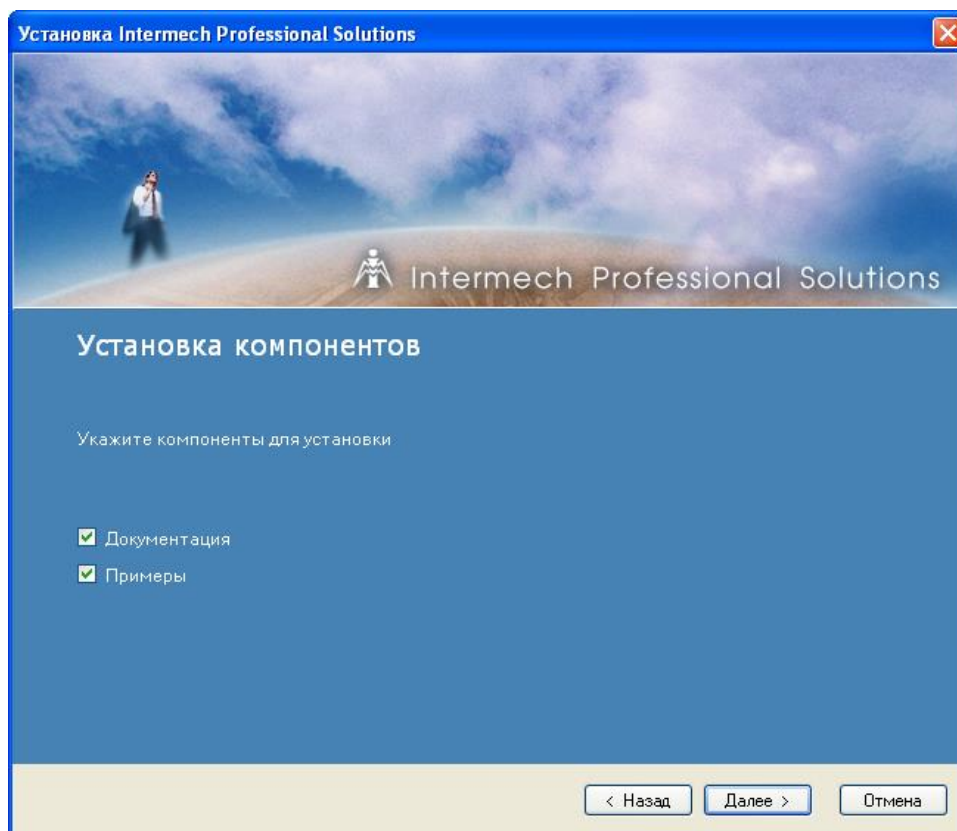 Установка Intermech Professional Solutions
Intermech Professional Solutions
Установка компонентов
Укажите компоненты для установки
Документация
Примеры
< Назад
Далее >
Отмена